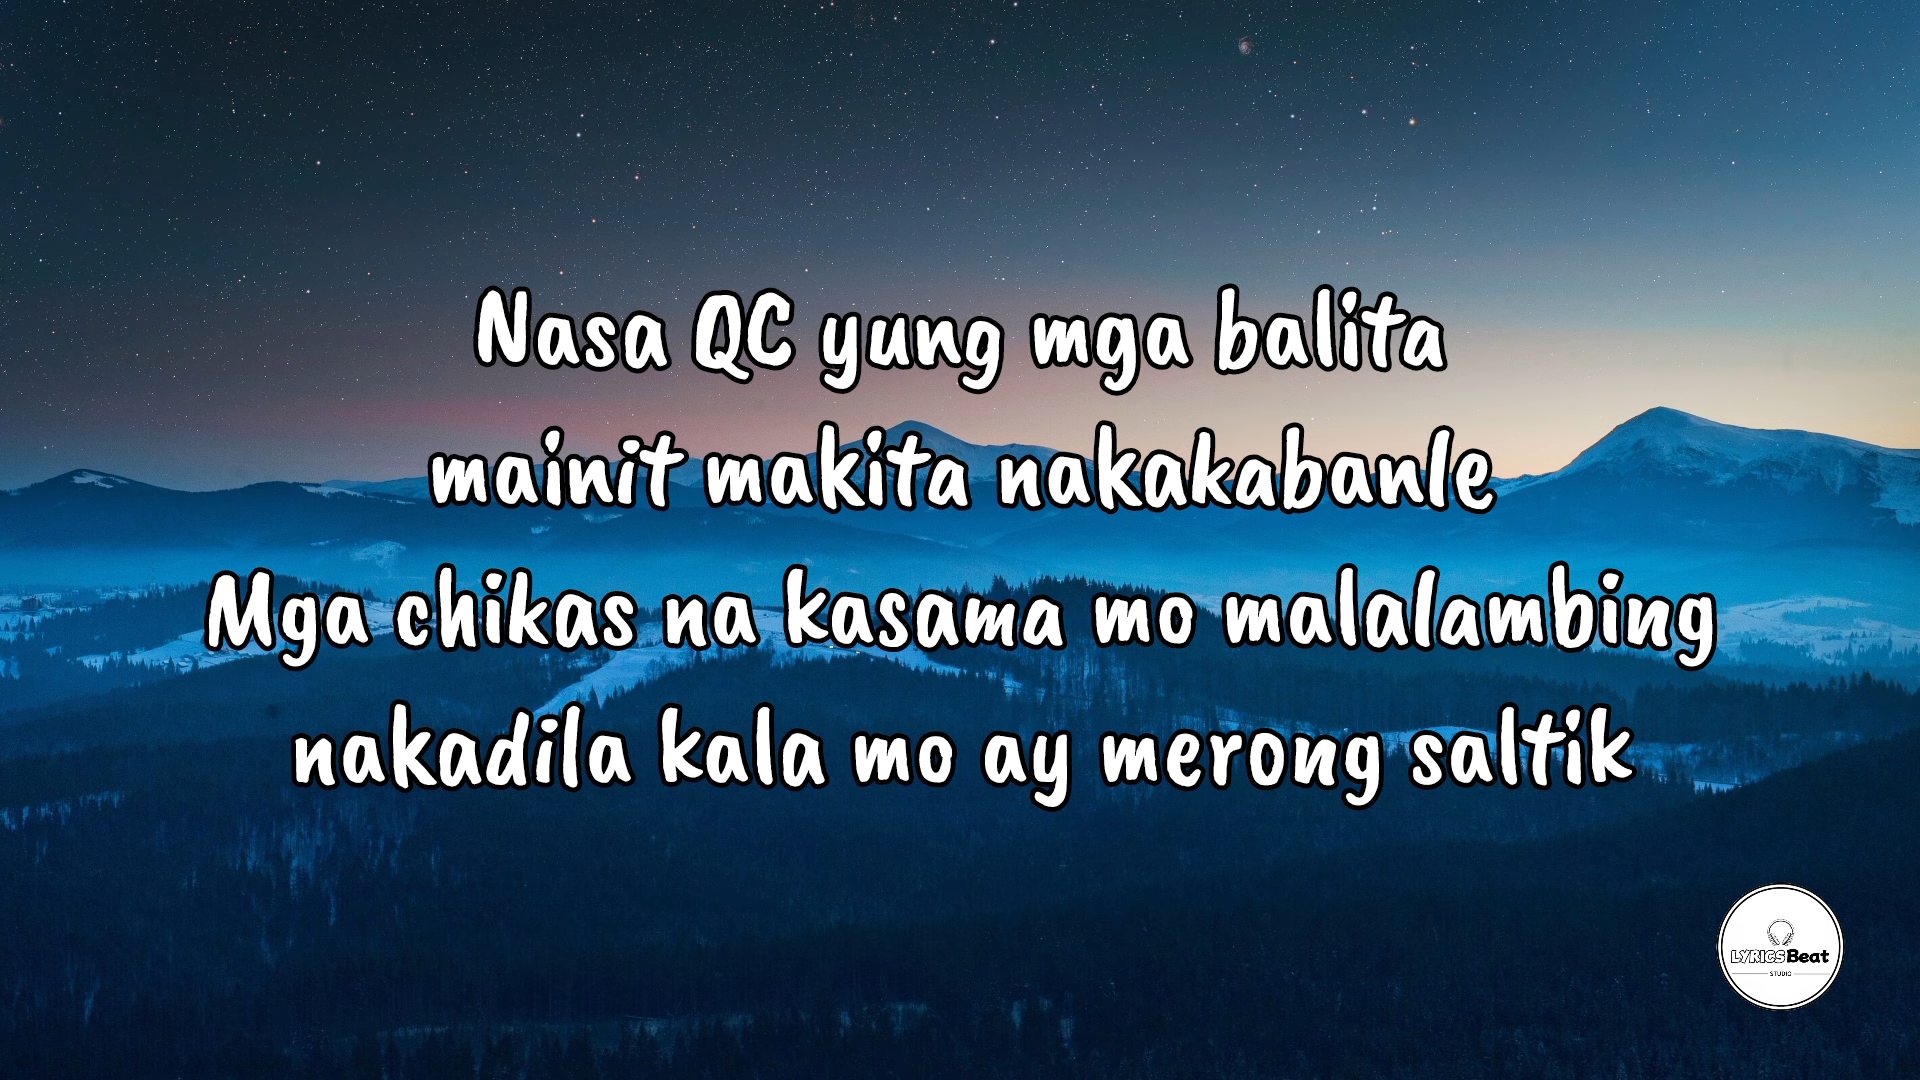 Nasa QC yung mga balita
mainit makita nakakabanle
Mga chikas na kasama mo malalambing
nakadila kala mo ay merong saltik
LYRICSBeat
STUDIO